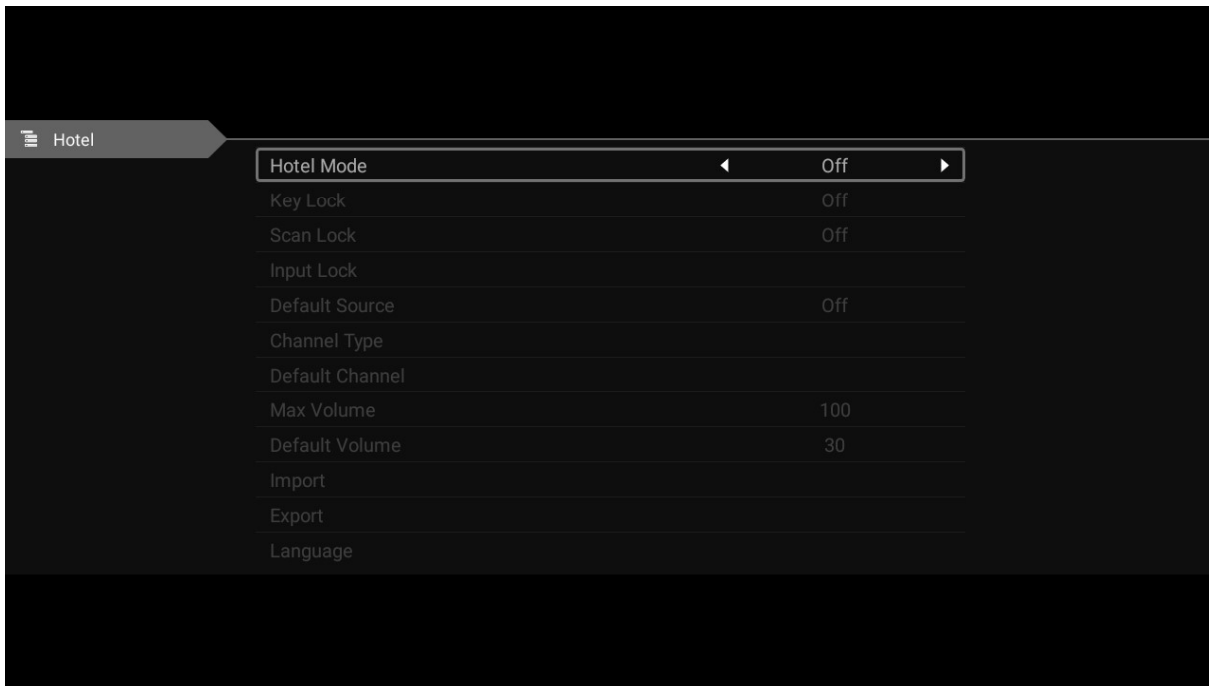 Hotel
Hotel Mode Off
Key Lock Off
Scan Lock Off
Input Lock
Default Source Off
Channel Type
Default Channel
Max Volume 100
Default Volume 30
Import
Export
Language